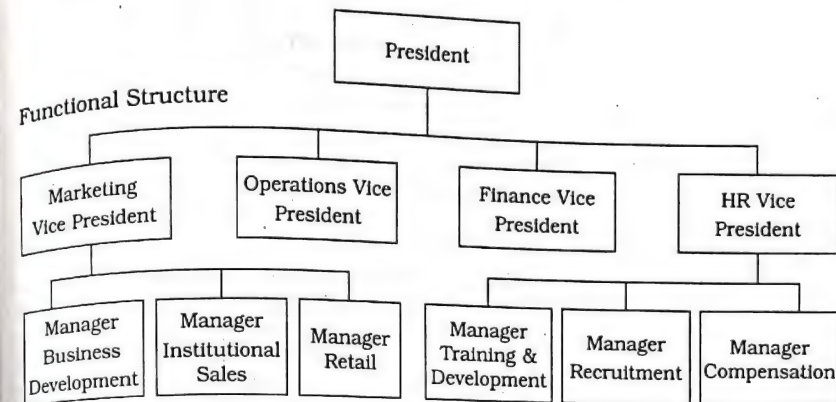 President
Functional Structure
Marketing
Vice President
Operations Vice
President
Finance Vice
President
HR Vice
President
Manager
Business
Development
Manager
Institutional
Sales
Manager
Retail
Manager
Training &
Development
Manager
Recruitment
Manager
Compensation